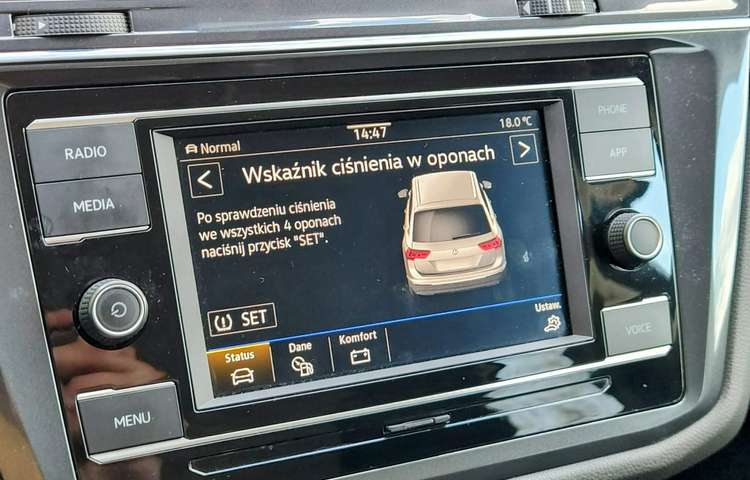 RADIO
MEDIA
MENU
PHONE
APP
VOICE
Normal
14:47
18.0 °C
Wskaźnik ciśnienia w oponach
Po sprawdzeniu ciśnienia
we wszystkich 4 oponach
naciśnij przycisk "SET".
SET
Status
Dane
Komfort
Ustaw.